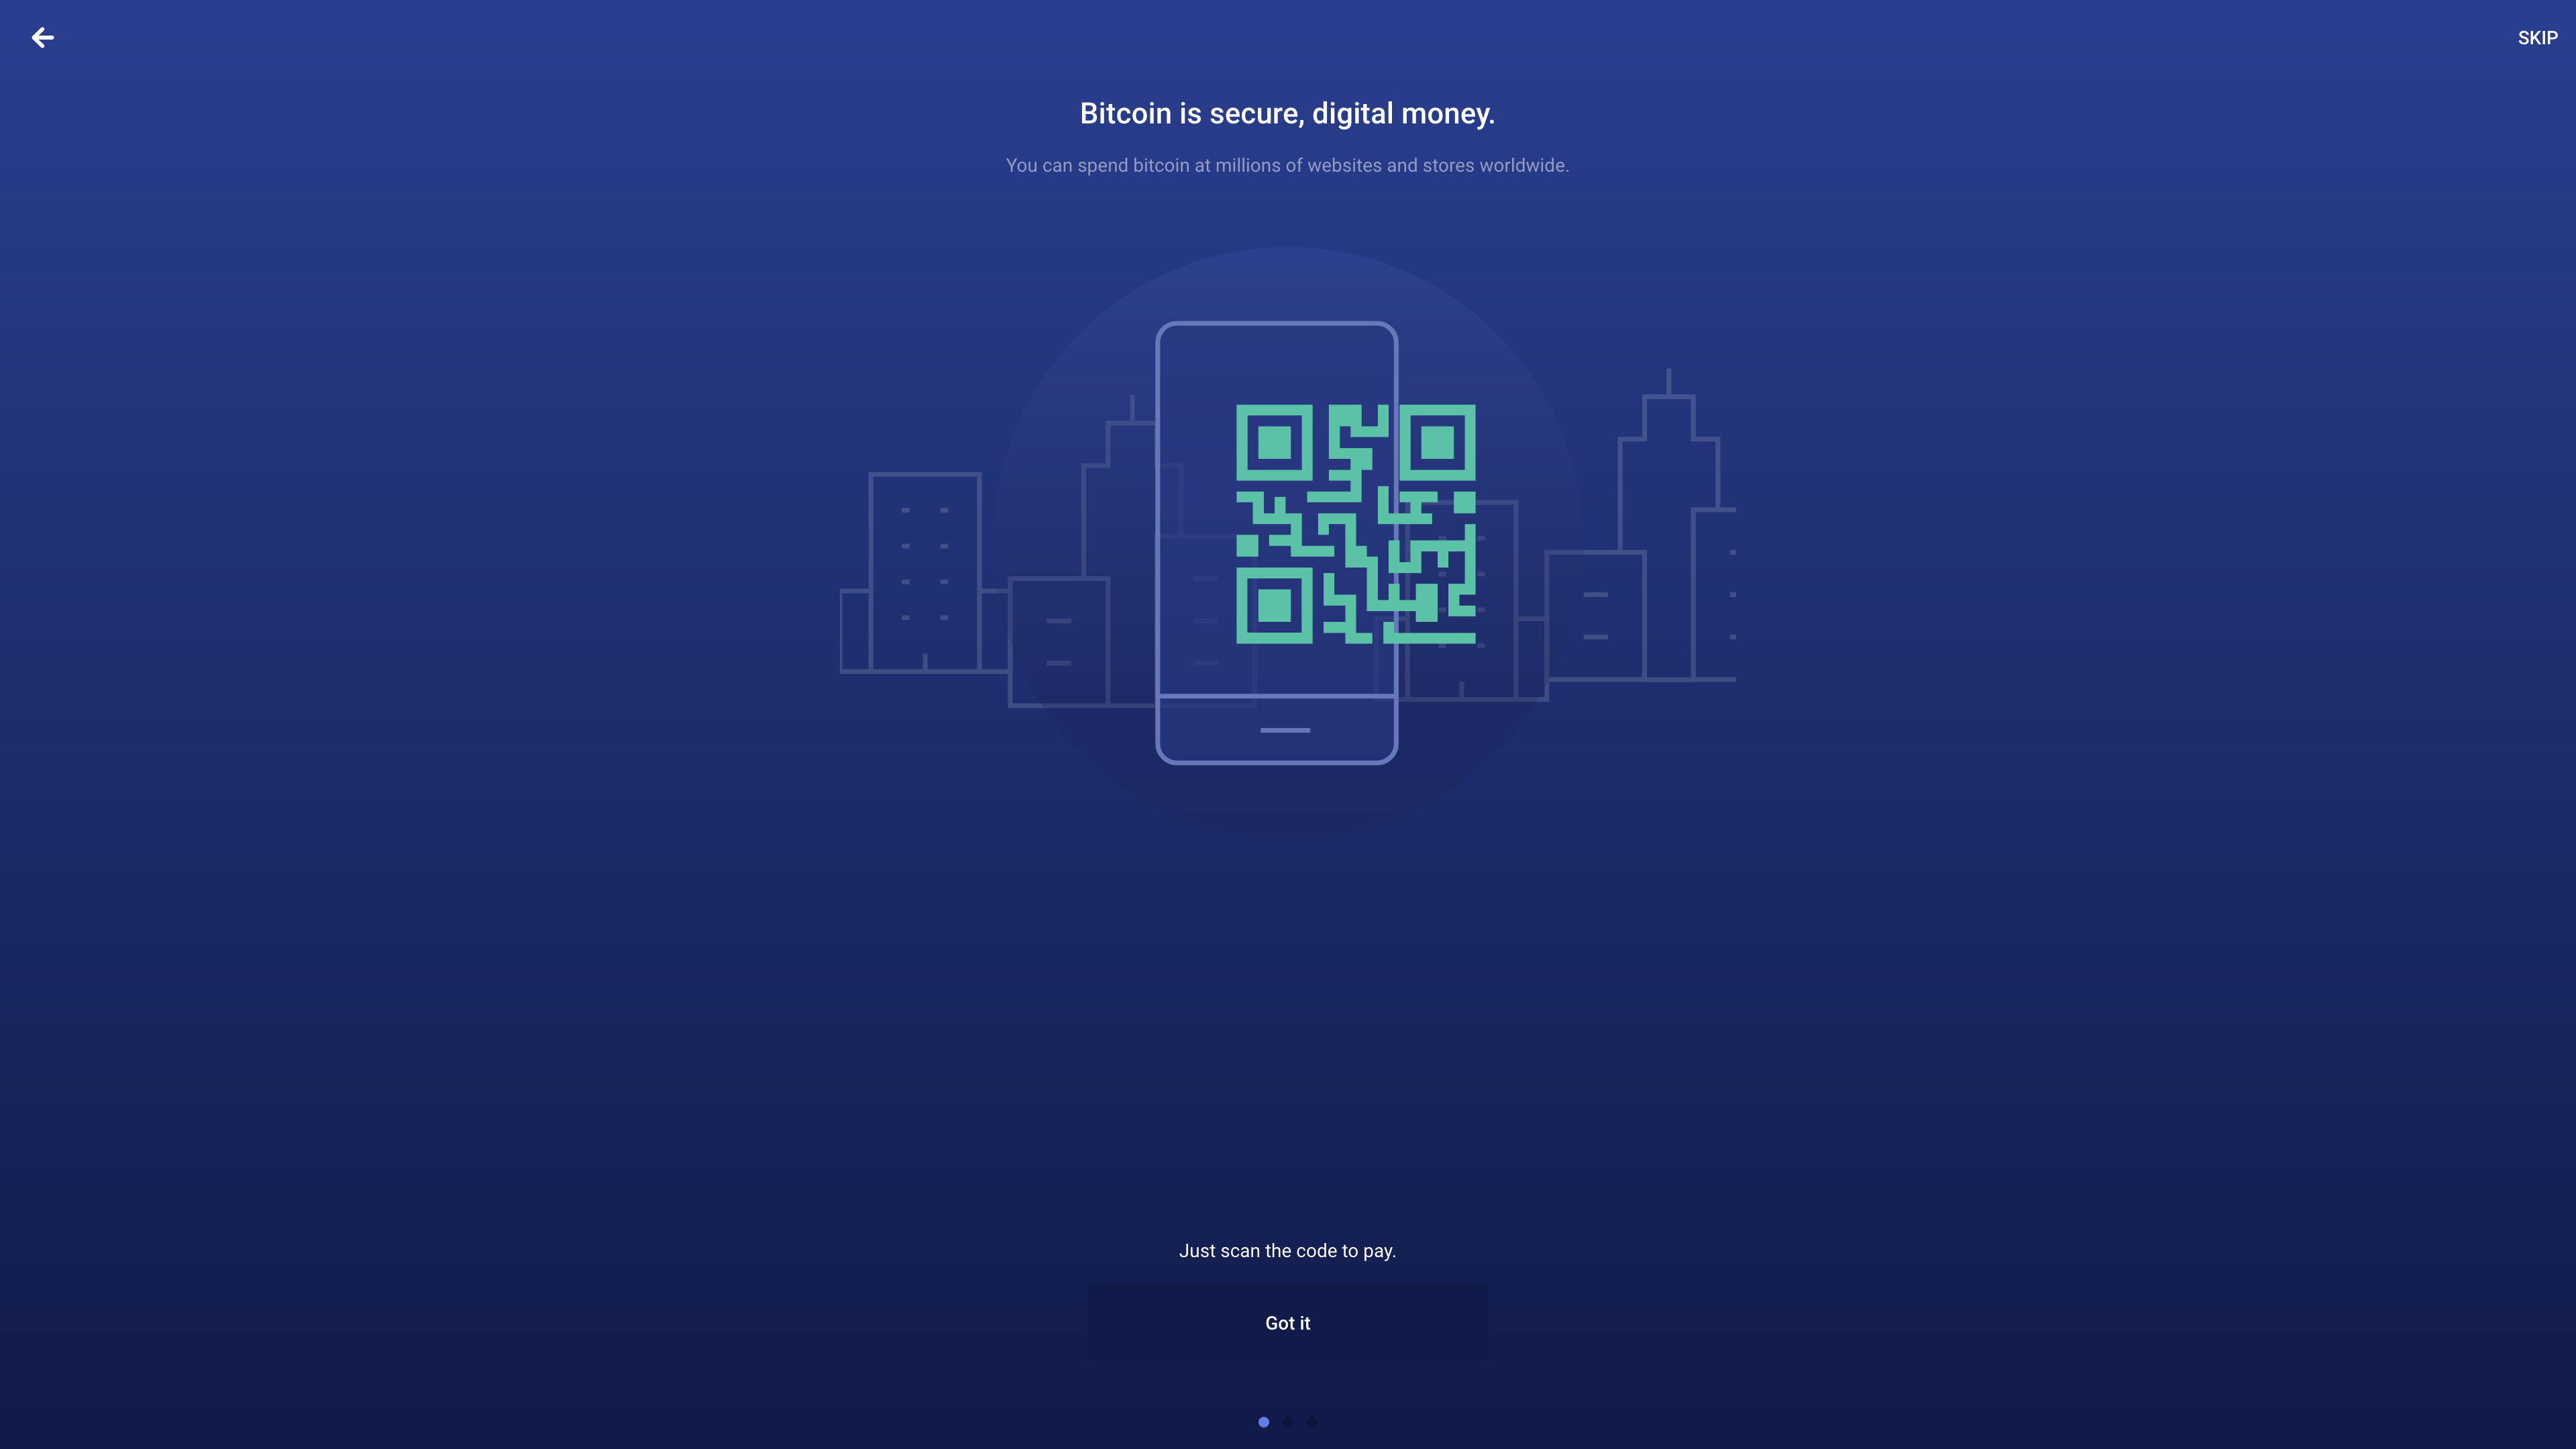 SKIP
Bitcoin is secure, digital money.
You can spend bitcoin at millions of websites and stores worldwide.
Just scan the code to pay.
Got it